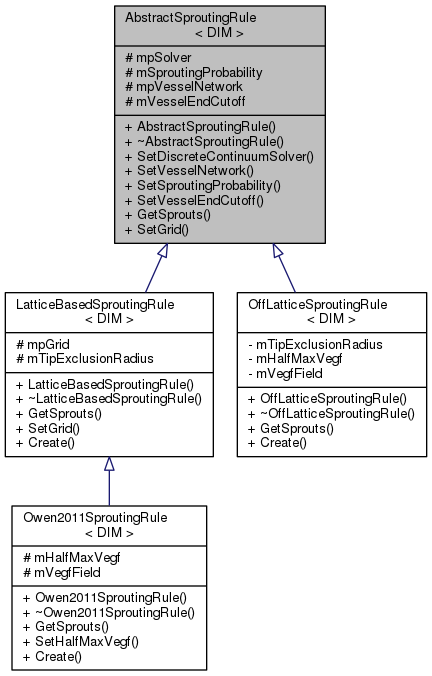 AbstractSproutingRule
< DIM >
# mpSolver
# mSproutingProbability
# mpVesselNetwork
# mVesselEndCutoff
+ AbstractSproutingRule()
+ ~AbstractSproutingRule()
+ SetDiscreteContinuumSolver()
+ SetVesselNetwork()
+ SetSproutingProbability()
+ SetVesselEndCutoff()
+ GetSprouts()
+ SetGrid()
LatticeBasedSproutingRule
< DIM >
# mpGrid
# mTipExclusionRadius
+ LatticeBasedSproutingRule()
+ ~LatticeBasedSproutingRule()
+ GetSprouts()
+ SetGrid()
+ Create()
OffLatticeSproutingRule
< DIM >
- mTipExclusionRadius
- mHalfMaxVegf
- mVegfField
+ OffLatticeSproutingRule()
+ ~OffLatticeSproutingRule()
+ GetSprouts()
+ Create()
Owen2011SproutingRule
< DIM >
# mHalfMaxVegf
# mVegfField
+ Owen2011SproutingRule()
+ ~Owen2011SproutingRule()
+ GetSprouts()
+ SetHalfMaxVegf()
+ Create()